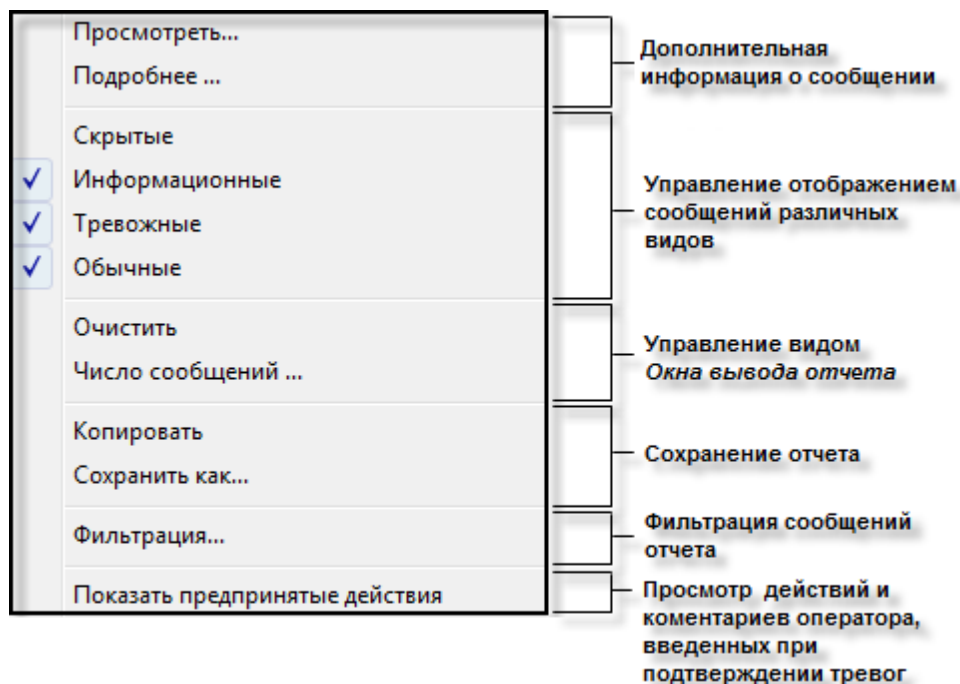 Просмотреть...
Подробнее ...
Дополнительная
информация о сообщении
Скрытые
Информационные
Тревожные
Обычные
Управление отображением
сообщений различных
видов
Очистить
Число сообщений ...
Управление видом
Окна вывода отчета
Копировать
Сохранить как...
Сохранение отчета
Фильтрация...
Фильтрация сообщений
отчета
Показать предпринятые действия
Просмотр действий и
коментариев оператора,
введенных при
подтверждении тревог